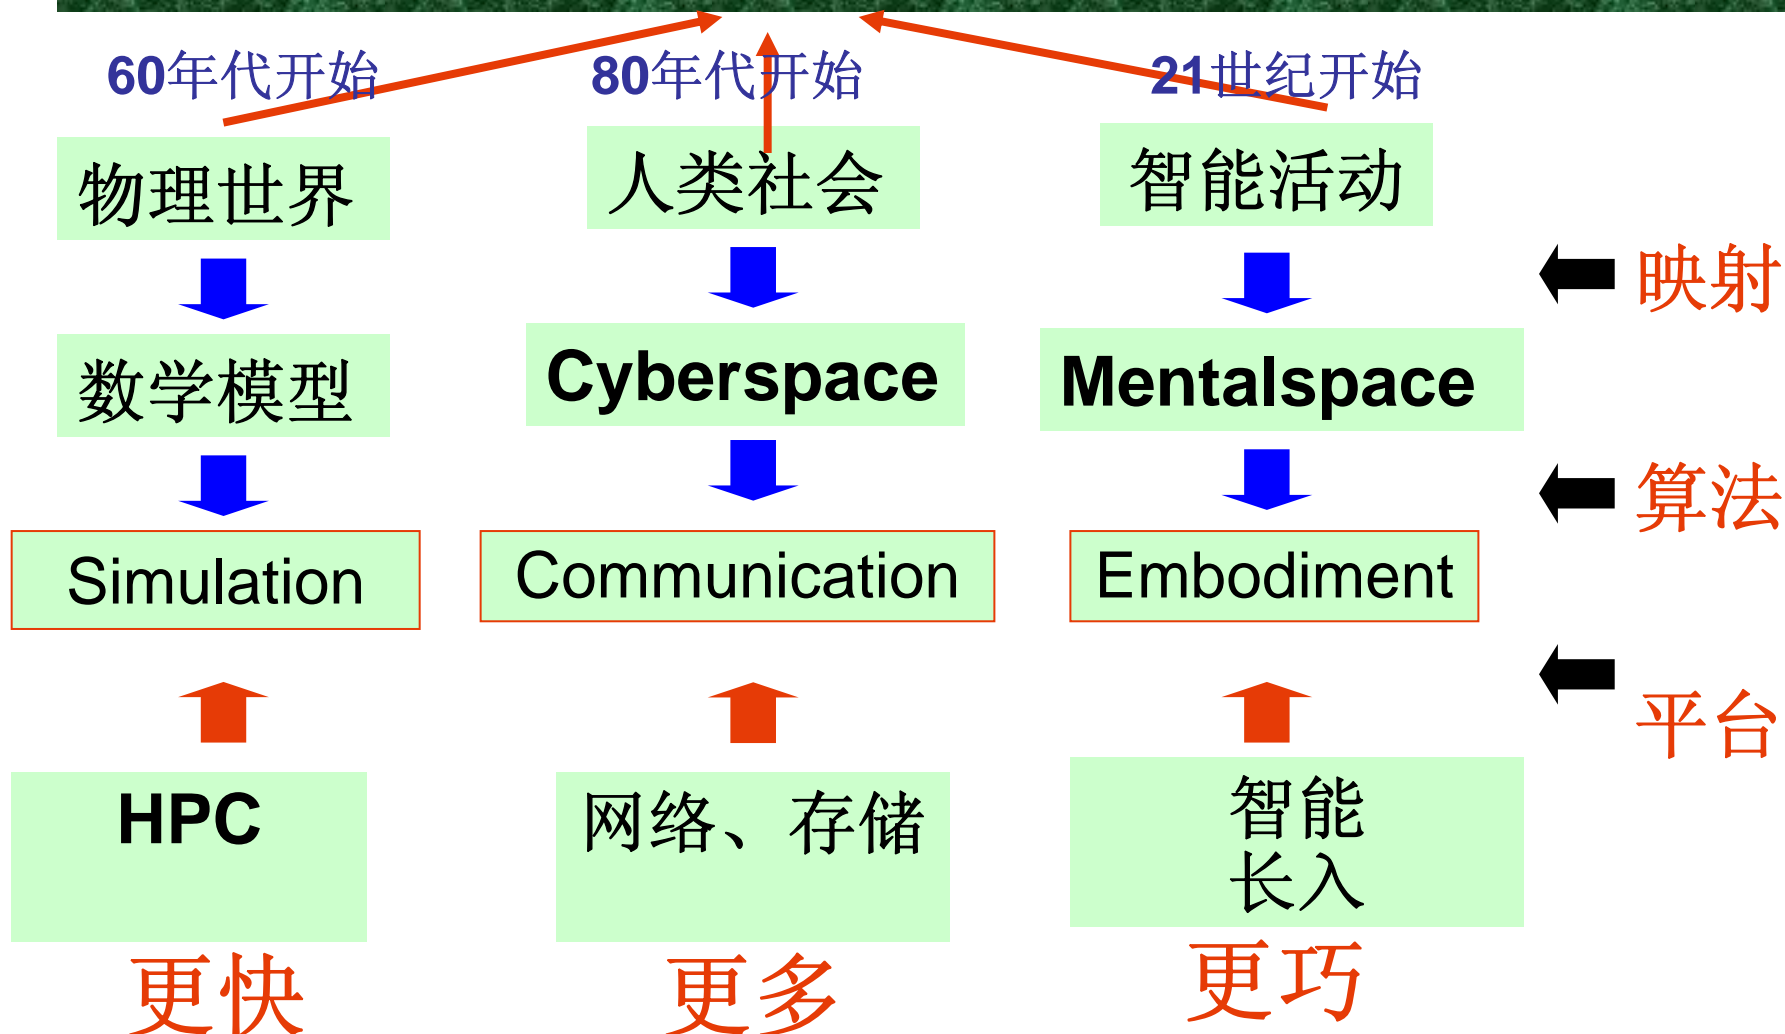 60年代开始
80年代开始
21世纪开始
物理世界
人类社会
智能活动
映射
数学模型
Cyberspace
Mentalspace
算法
Simulation
Communication
Embodiment
平台
HPC
网络、存储
智能
长入
更快
更多
更巧